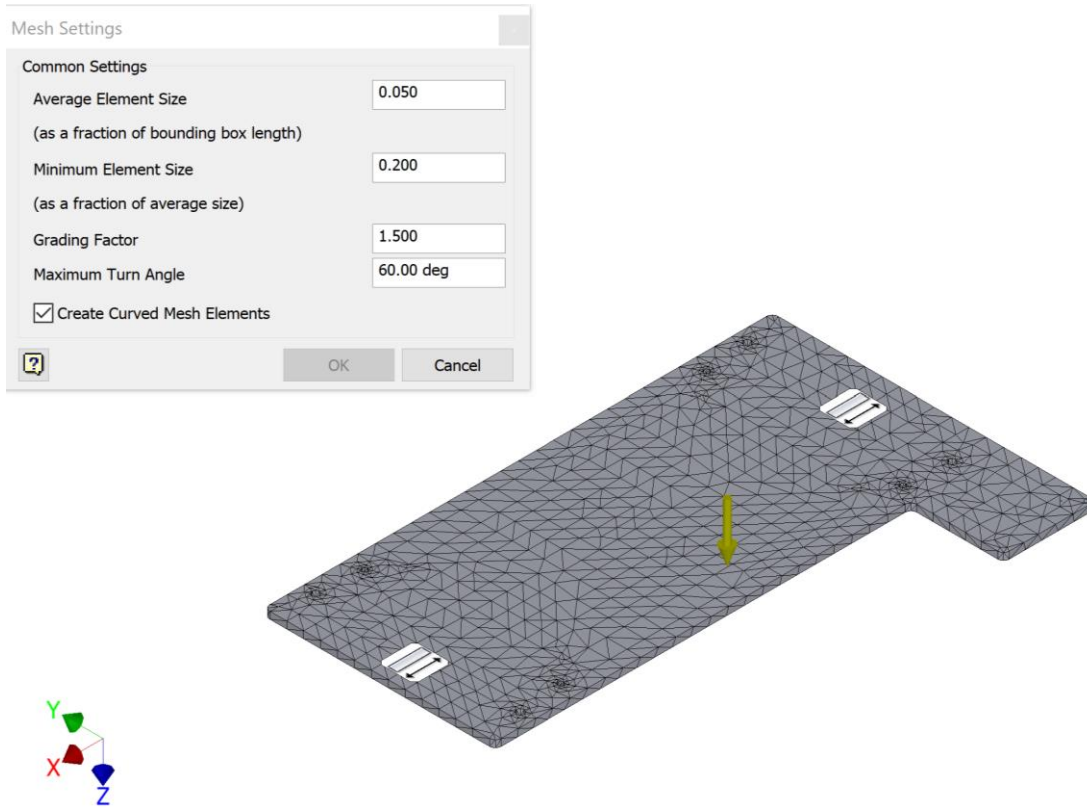 Mesh Settings
Common Settings
Average Element Size
0.050
(as a fraction of bounding box length)
Minimum Element Size
0.200
(as a fraction of average size)
Grading Factor
1.500
Maximum Turn Angle
60.00 deg
Create Curved Mesh Elements
?
OK
Cancel
Y
X
Z